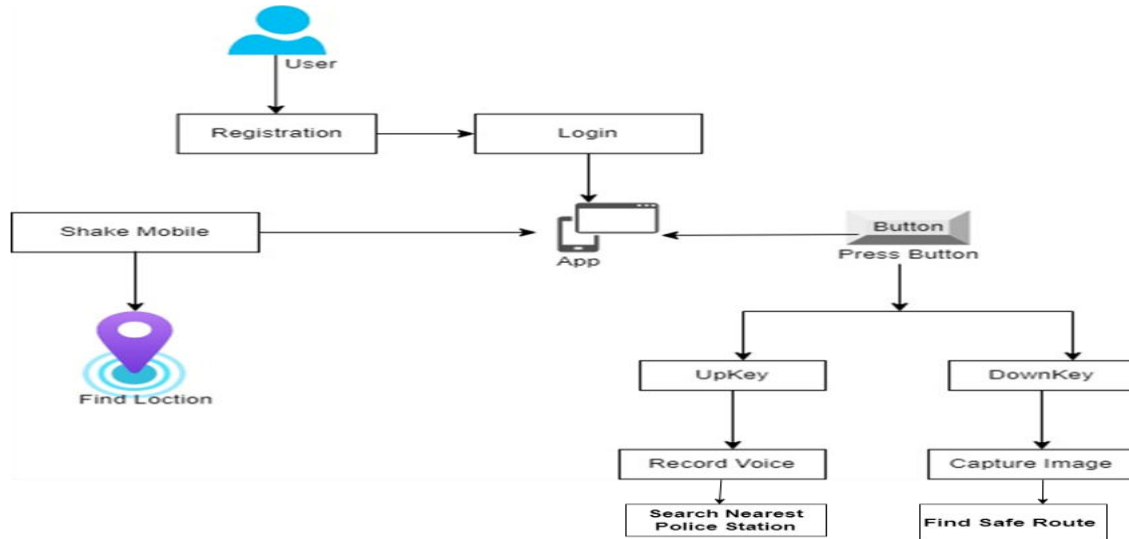 User
Registration
Login
Shake Mobile
App
Button
Press Button
Find Loction
UpKey
DownKey
Record Voice
Capture Image
Search Nearest
Police Station
Find Safe Route